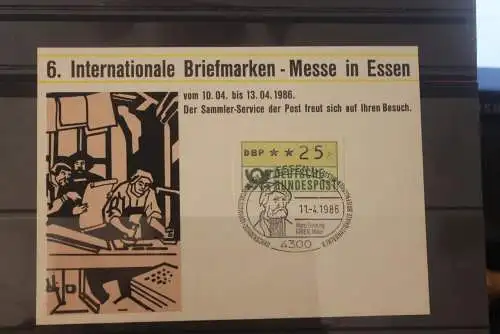 6. Internationale Briefmarken - Messe in Essen
vom 10.04. bis 13.04.1986.
Der Sammler-Service der Post freut sich auf Ihren Besuch.
DBP ** 25
DEUTSCHE
BUNDESPOST
11-4.1986
4300